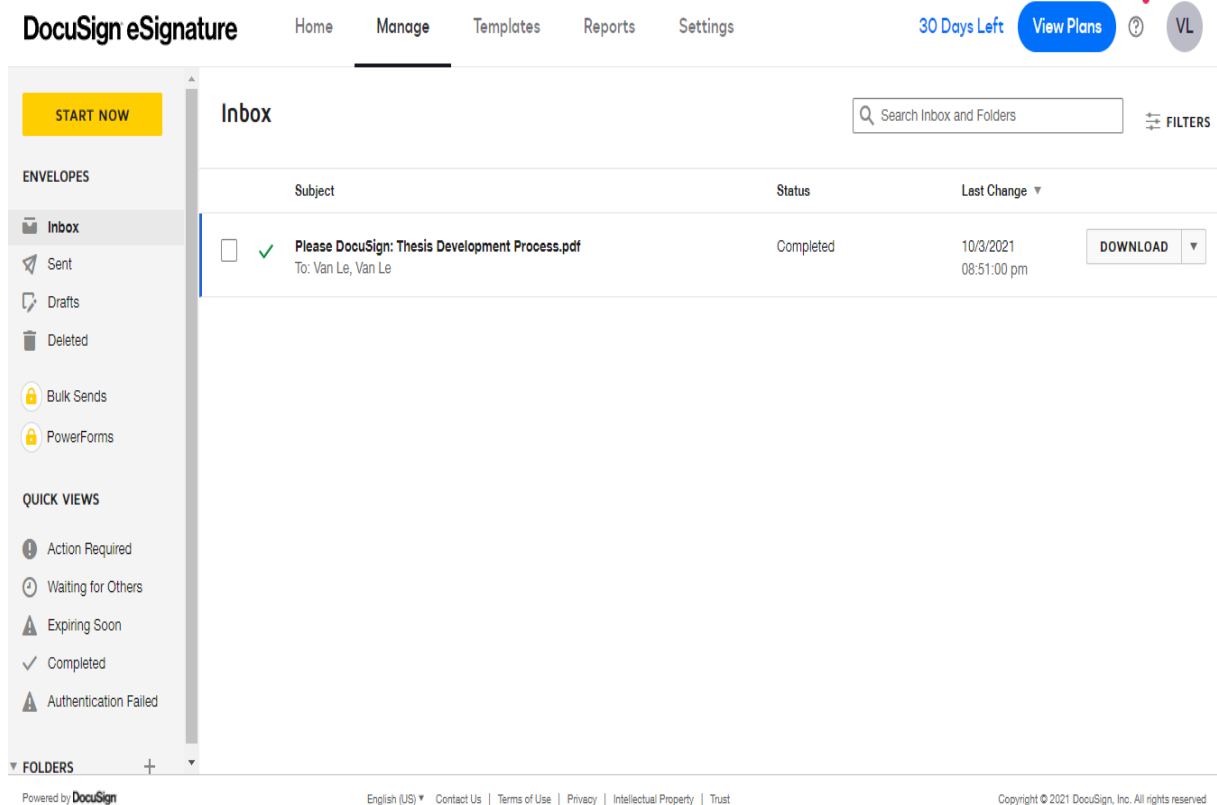 DocuSign eSignature
Home Manage Templates Reports Settings
30 Days Left View Plans ? VL
START NOW
ENVELOPES
Inbox
Sent
Drafts
Deleted
Bulk Sends
PowerForms
QUICK VIEWS
Action Required
Waiting for Others
Expiring Soon
Completed
Authentication Failed
FOLDERS +
Inbox
Search Inbox and Folders
FILTERS
Subject Status Last Change
Please DocuSign: Thesis Development Process.pdf Completed 10/3/2021 DOWNLOAD
To: Van Le, Van Le 08:51:00 pm
Powered by DocuSign
English (US) Contact Us | Terms of Use | Privacy | Intellectual Property | Trust
Copyright © 2021 DocuSign, Inc. All rights reserved